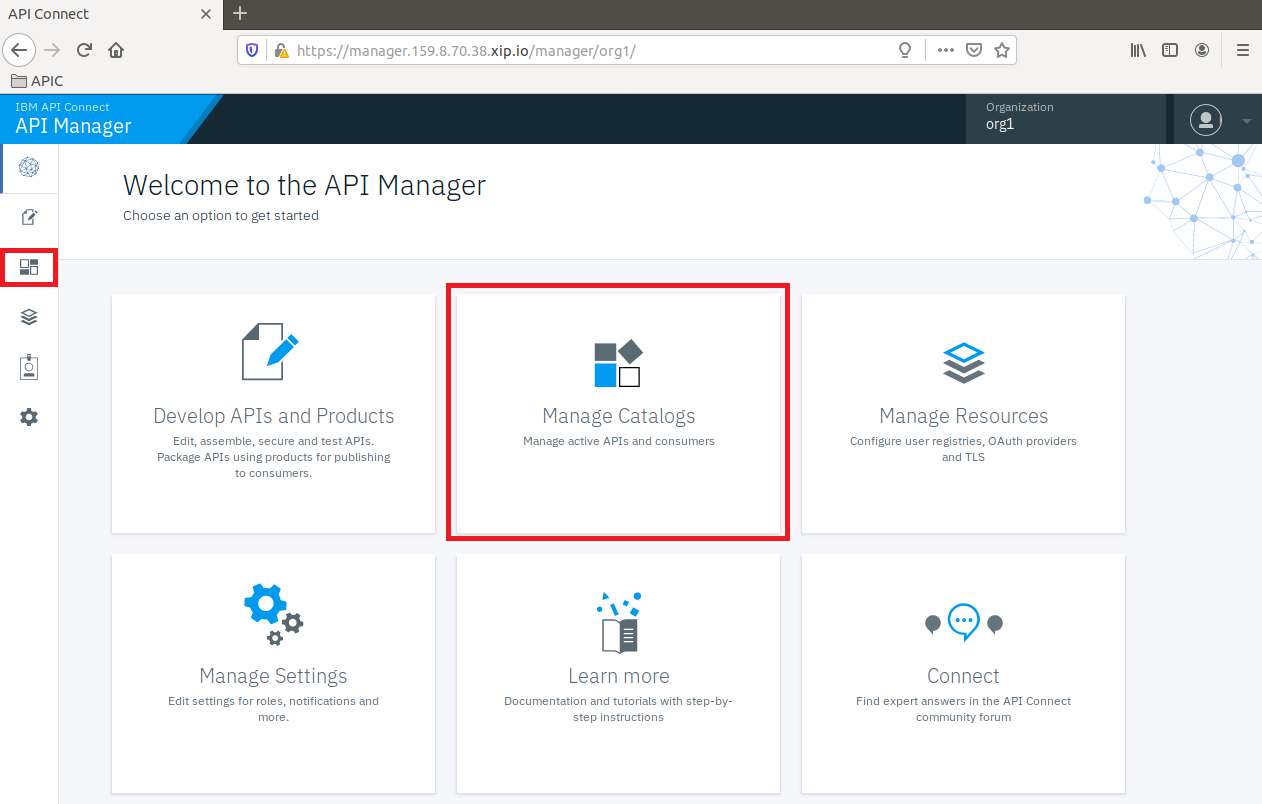 API Connect
https://manager.159.8.70.38.xip.io/manager/org1/
APIC
IBM API Connect
API Manager
Organization
org1
Welcome to the API Manager
Choose an option to get started
Develop APIs and Products
Edit, assemble, secure and test APIs.
Package APIs using products for publishing
to consumers.
Manage Catalogs
Manage active APIs and consumers
Manage Resources
Configure user registries, OAuth providers
and TLS
Manage Settings
Edit settings for roles, notifications and
more.
Learn more
Documentation and tutorials with step-by-
step instructions
Connect
Find expert answers in the API Connect
community forum